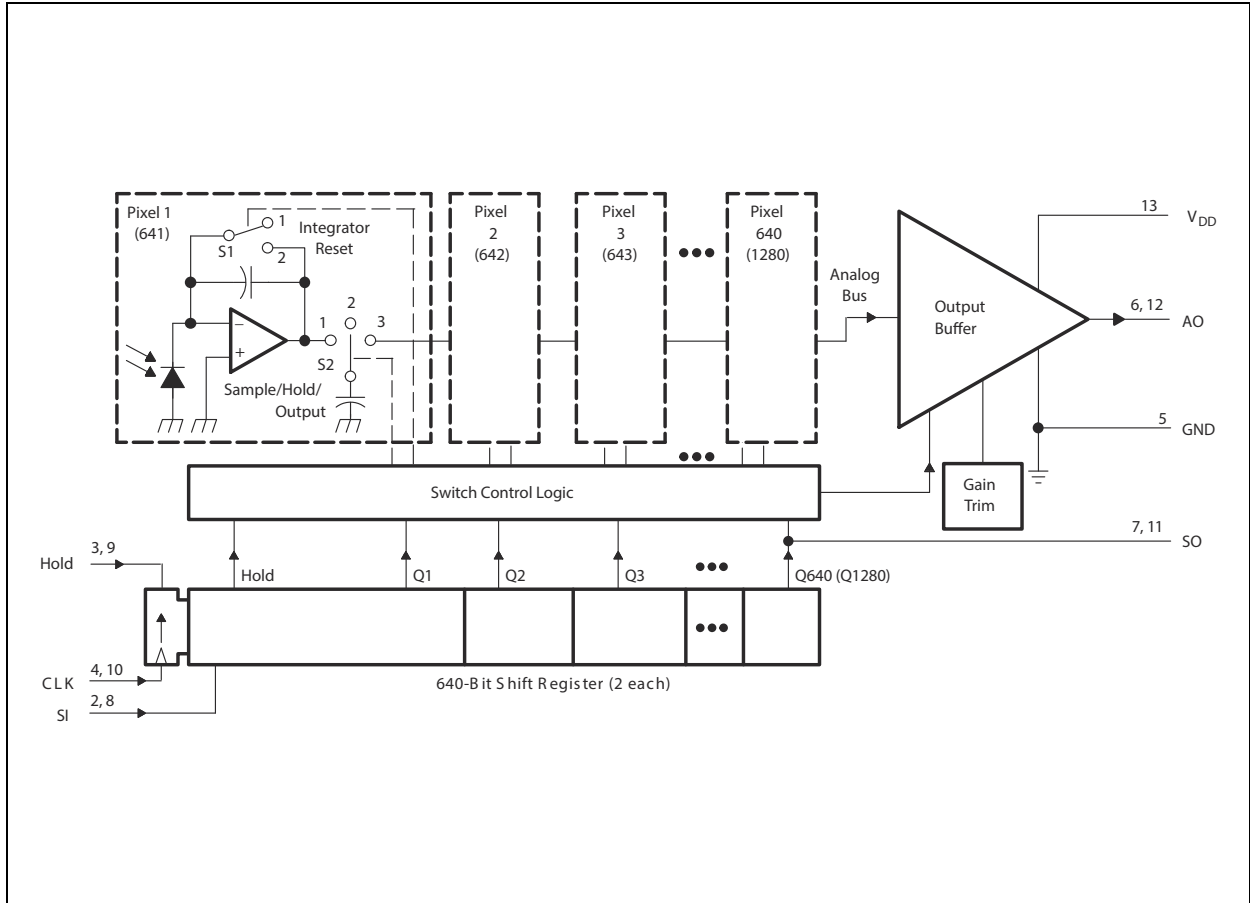 Pixel 1
(641)
1
Integrator
Reset
S1
2
−
+
1
2
3
S2
Sample/Hold/
Output
Pixel
2
(642)
Pixel
3
(643)
Pixel
640
(1280)
Analog
Bus
Output
Buffer
13
VDD
6, 12
AO
5
GND
Gain
Trim
Switch Control Logic
7, 11
SO
Hold
3, 9
Hold
Q1
Q2
Q3
Q640 (Q1280)
CLK
4, 10
640-Bit Shift Register (2 each)
SI
2, 8